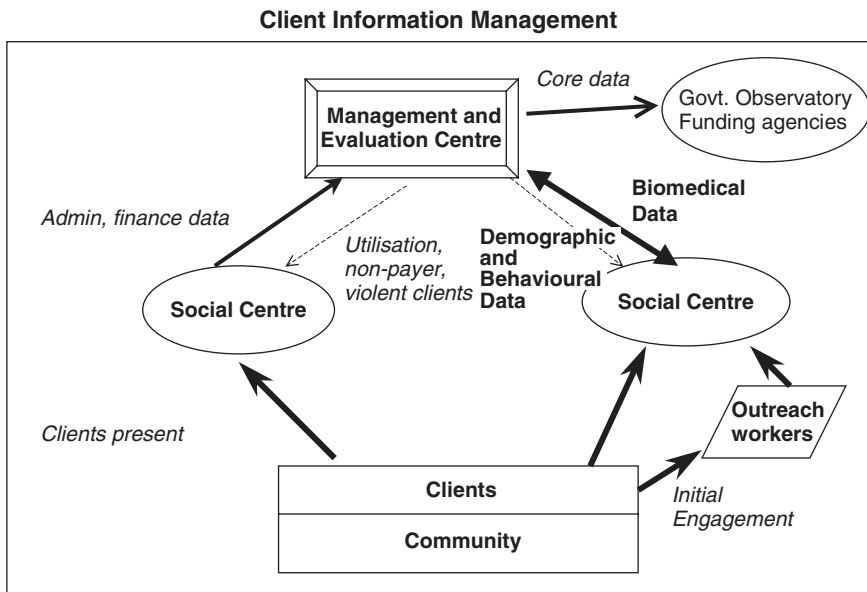 Client Information Management
Core data
Govt. Observatory
Funding agencies
Management and
Evaluation Centre
Biomedical
Data
Admin, finance data
Utilisation,
non-payer,
violent clients
Demographic
and
Behavioural
Data
Social Centre
Social Centre
Clients present
Outreach
workers
Clients
Initial
Engagement
Community